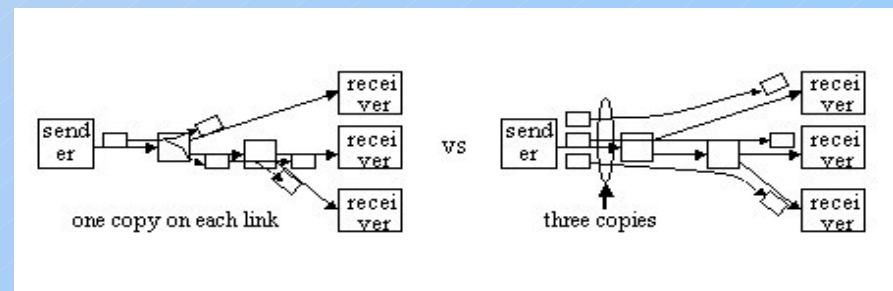 recei
ver
send
er
recei
ver
recei
ver
one copy on each link
vs
recei
ver
send
er
recei
ver
recei
ver
three copies